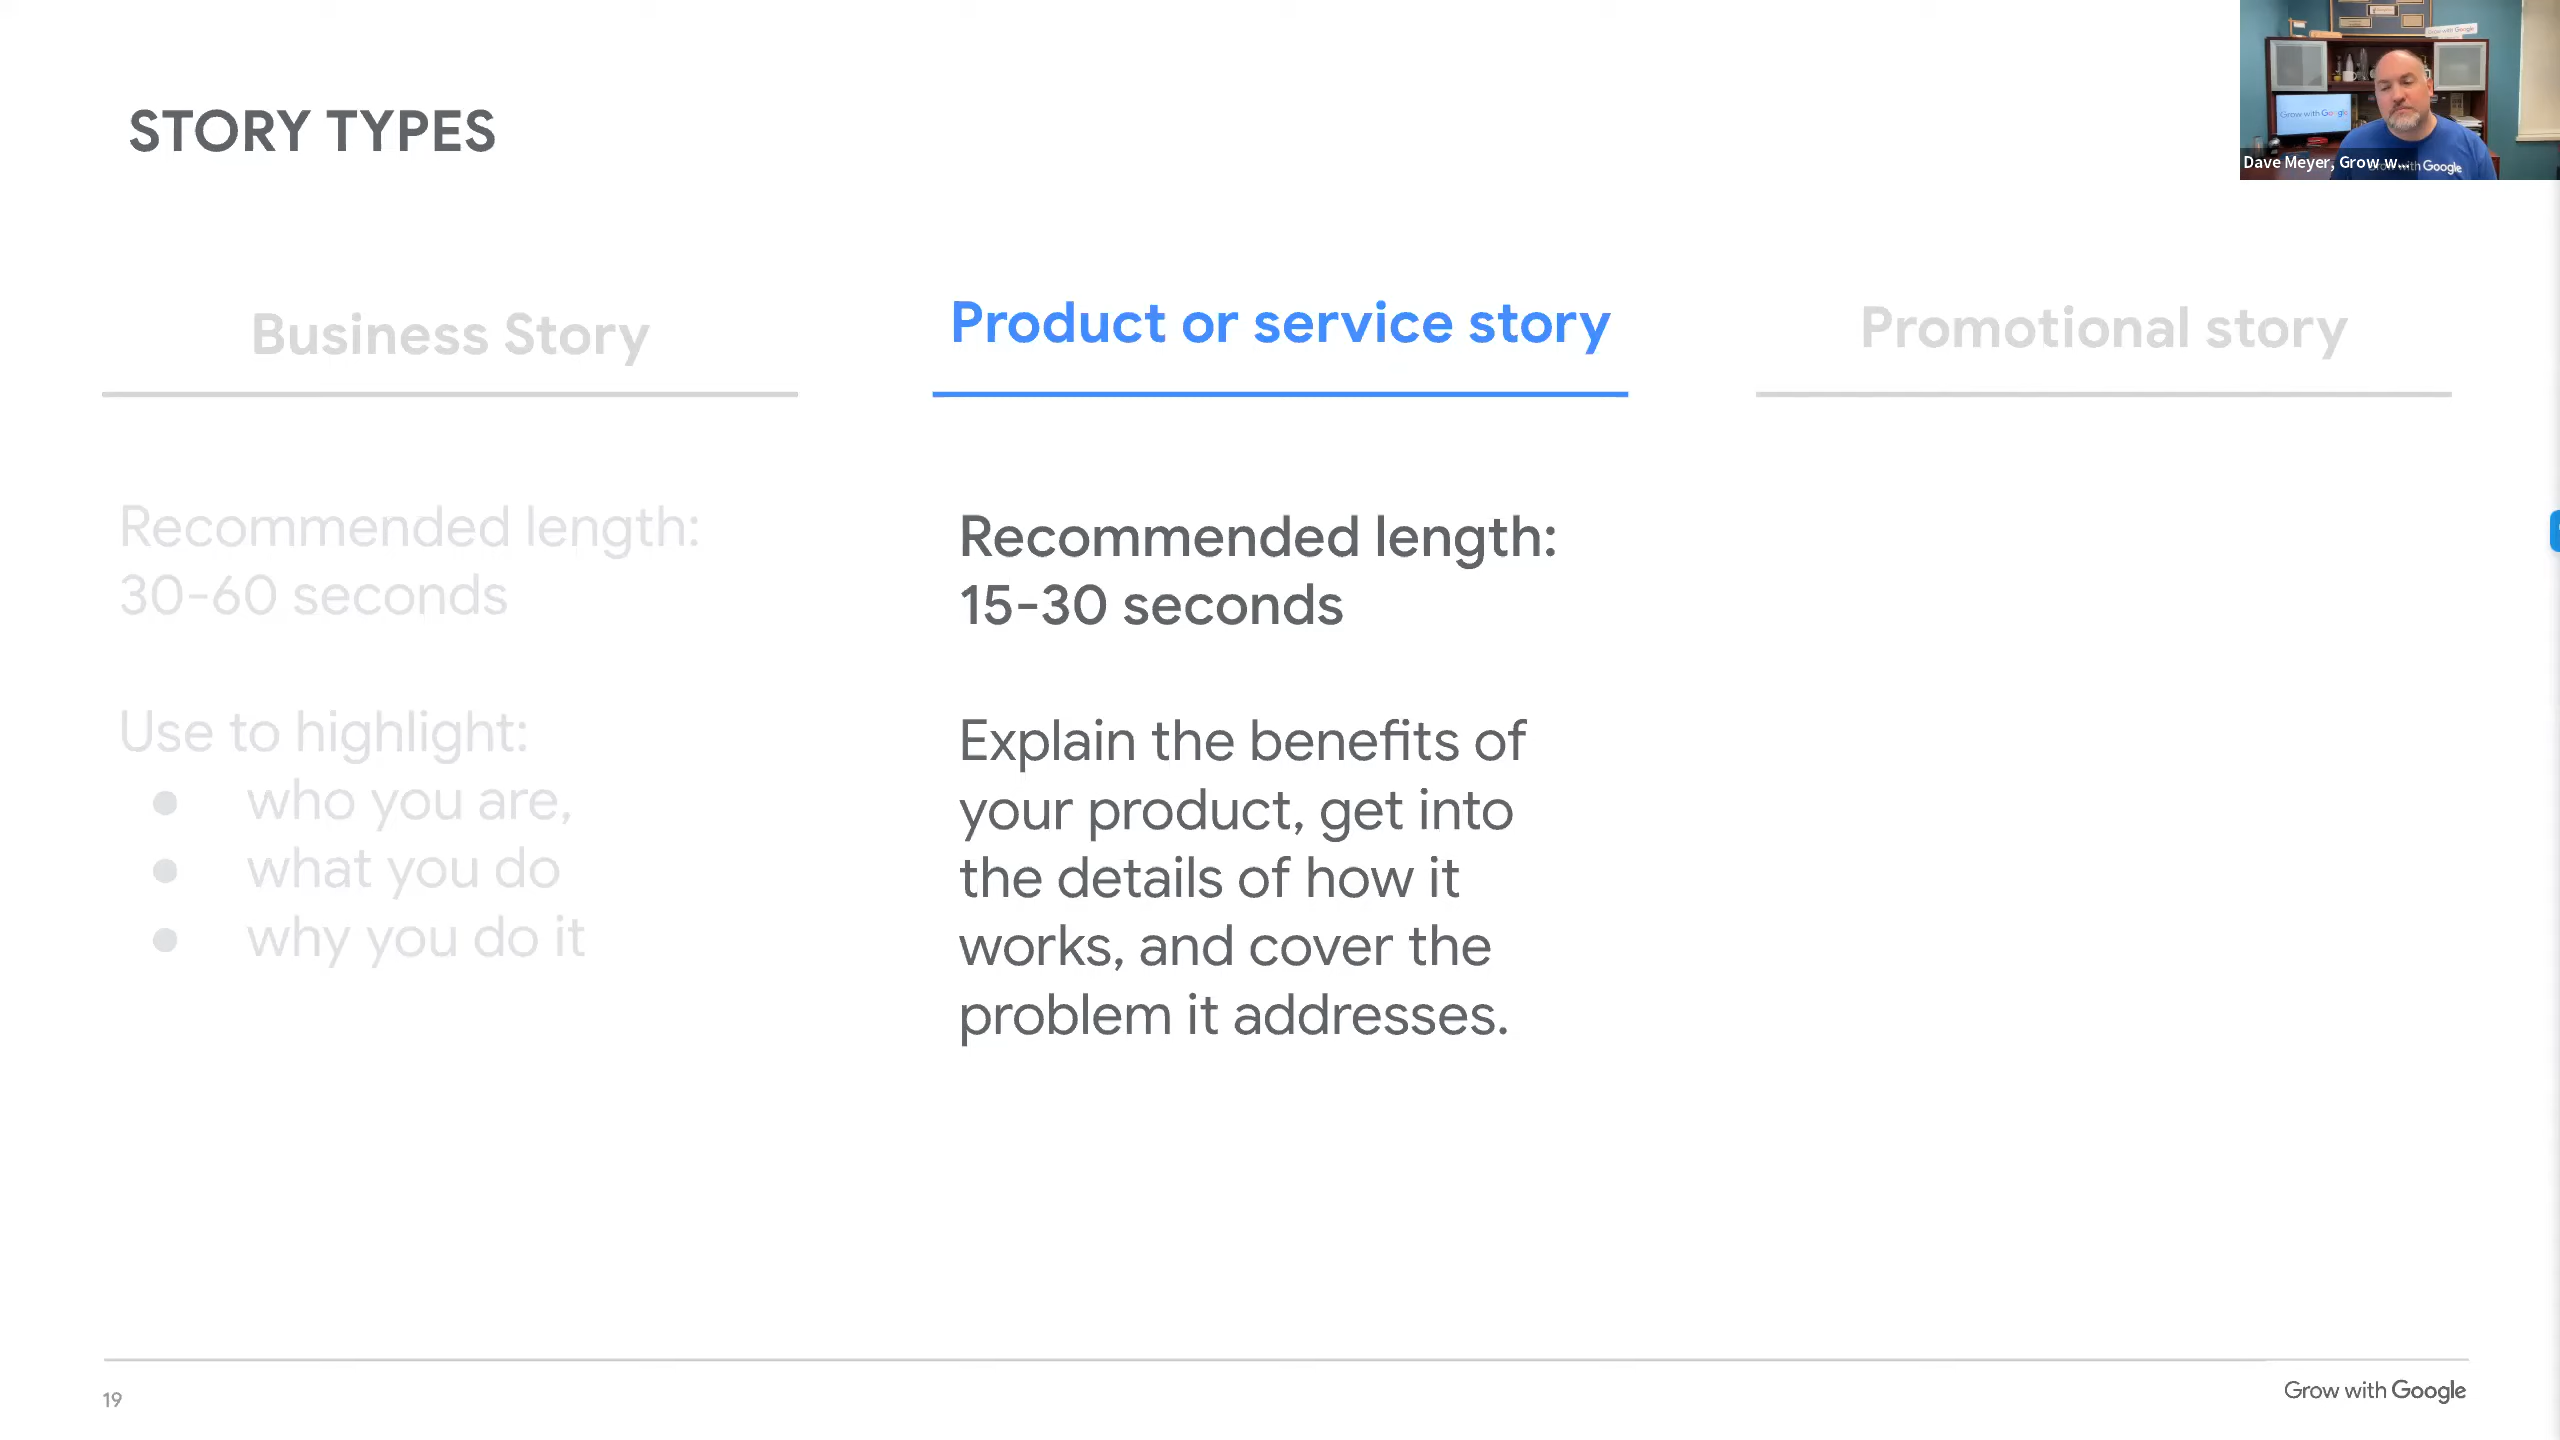 STORY TYPES
Grow with Google
Dave Meyer, Grow w...
Google
Business Story
Recommended length:
30-60 seconds
Use to highlight:
● who you are,
● what you do
● why you do it
Product or service story
Recommended length:
15-30 seconds
Explain the benefits of
your product, get into
the details of how it
works, and cover the
problem it addresses.
Promotional story
19
Grow with Google